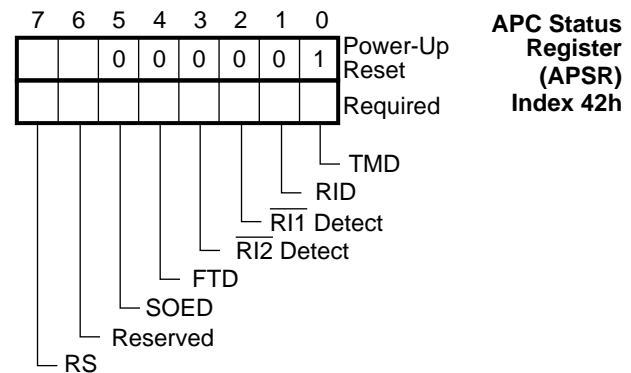 7 6 5 4 3 2 1 0
APC Status
Register
(APSR)
Index 42h
0 0 0 0 0 1
Power-Up
Reset
Required
TMD
RID
RI1 Detect
RI2 Detect
FTD
SOED
Reserved
RS